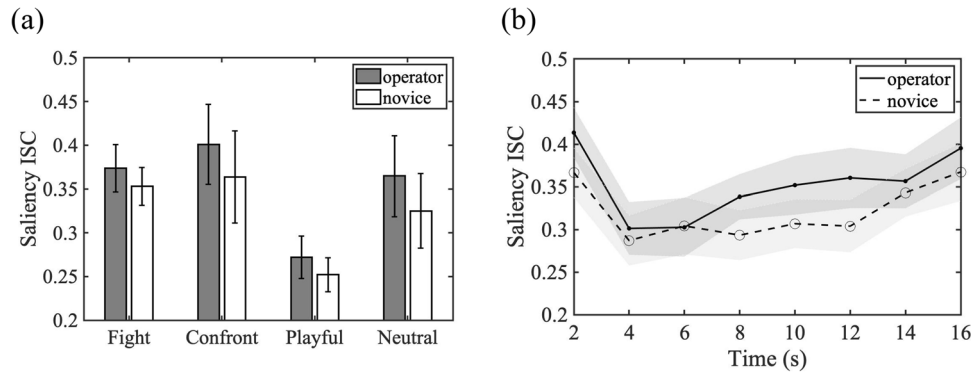 (a)
0.5
0.45
0.4
0.35
0.3
0.25
0.2
Saliency ISC
operator
novice
Fight Confront Playful Neutral
(b)
0.5
0.45
0.4
0.35
0.3
0.25
0.2
Saliency ISC
operator
novice
2 4 6 8 10 12 14 16
Time (s)